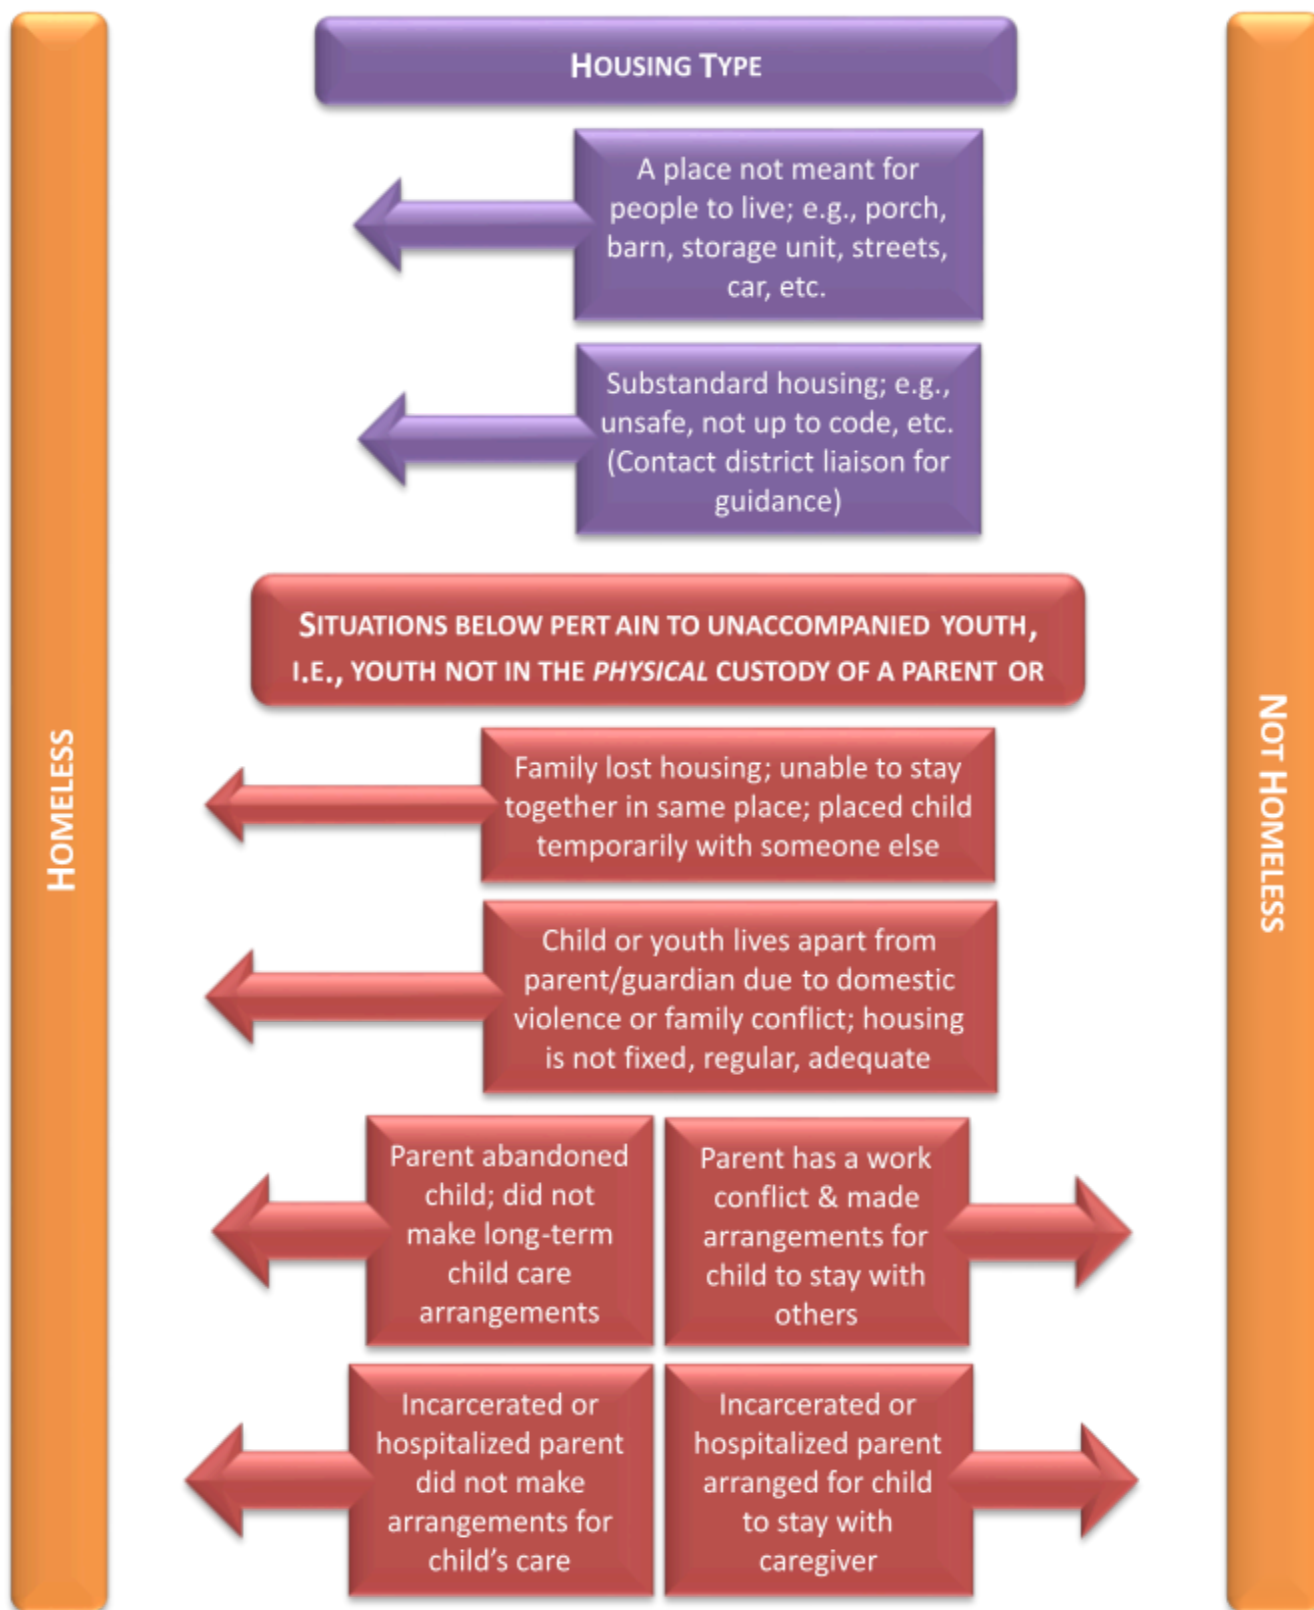 HOUSING TYPE
A place not meant for
people to live; e.g., porch,
barn, storage unit, streets,
car, etc.
Substandard housing; e.g.,
unsafe, not up to code, etc.
(Contact district liaison for
guidance)
SITUATIONS BELOW PERT AIN TO UNACCOMPANIED YOUTH,
I.E., YOUTH NOT IN THE PHYSICAL CUSTODY OF A PARENT OR
HOMELESS
NOT HOMELESS
Family lost housing; unable to stay
together in same place; placed child
temporarily with someone else
Child or youth lives apart from
parent/guardian due to domestic
violence or family conflict; housing
is not fixed, regular, adequate
Parent abandoned
child; did not
make long-term
child care
arrangements
Parent has a work
conflict & made
arrangements for
child to stay with
others
Incarcerated or
hospitalized parent
did not make
arrangements for
child's care
Incarcerated or
hospitalized parent
arranged for child
to stay with
caregiver